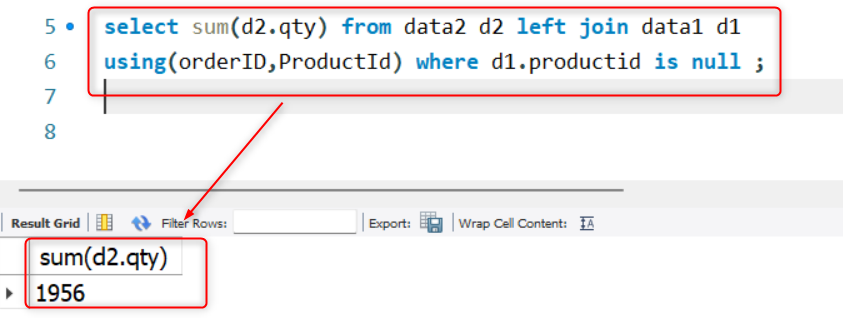 5 select sum(d2.qty) from data2 d2 left join data1 d1
6 using(orderID,ProductId) where d1.productid is null ;
7
8
Result Grid Filter Rows: Export: Wrap Cell Content: IA
sum(d2.qty)
1956